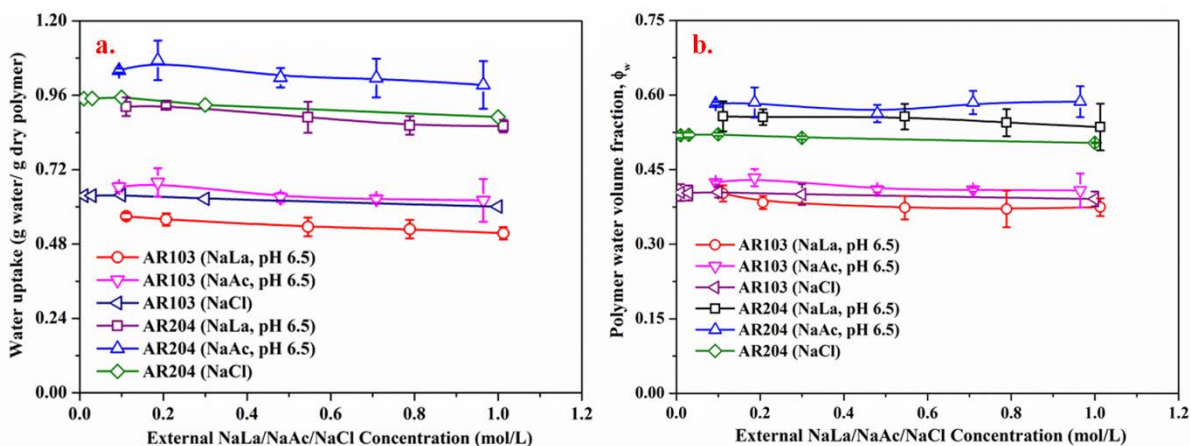 a.
Water uptake (g water/ g dry polymer)
1.20
0.96
0.72
0.48
0.24
0.00
AR103 (NaLa, pH 6.5)
AR103 (NaAc, pH 6.5)
AR103 (NaCl)
AR204 (NaLa, pH 6.5)
AR204 (NaAc, pH 6.5)
AR204 (NaCl)
0.0 0.2 0.4 0.6 0.8 1.0 1.2
External NaLa/NaAc/NaCl Concentration (mol/L)
b.
Polymer water volume fraction, ϕw
0.75
0.60
0.45
0.30
0.15
0.00
AR103 (NaLa, pH 6.5)
AR103 (NaAc, pH 6.5)
AR103 (NaCl)
AR204 (NaLa, pH 6.5)
AR204 (NaAc, pH 6.5)
AR204 (NaCl)
0.0 0.2 0.4 0.6 0.8 1.0 1.2
External NaLa/NaAc/NaCl Concentration (mol/L)